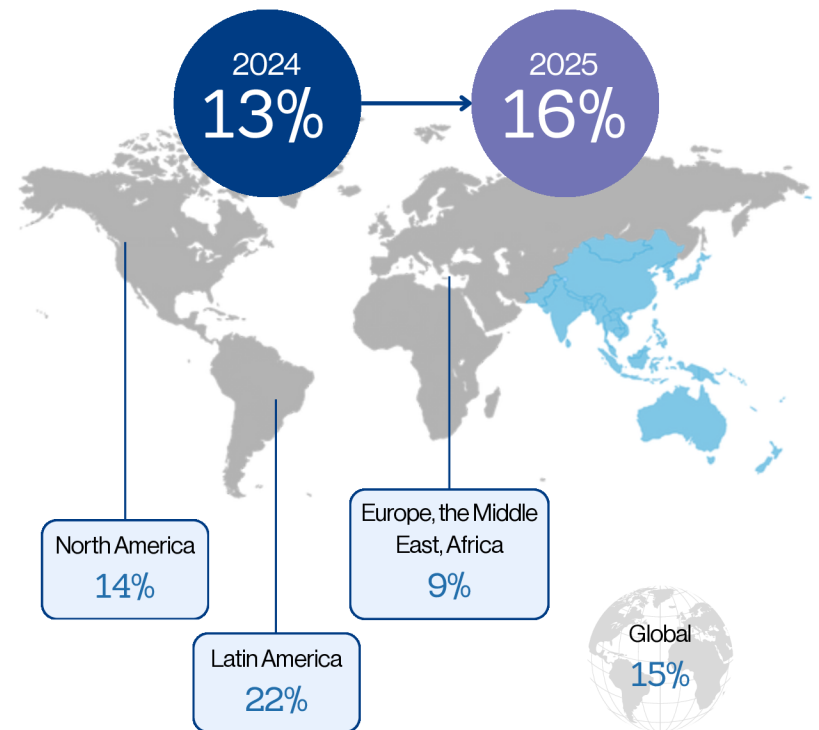 2024
13%
2025
16%
North America
14%
Latin America
22%
Europe, the Middle
East, Africa
9%
Global
15%